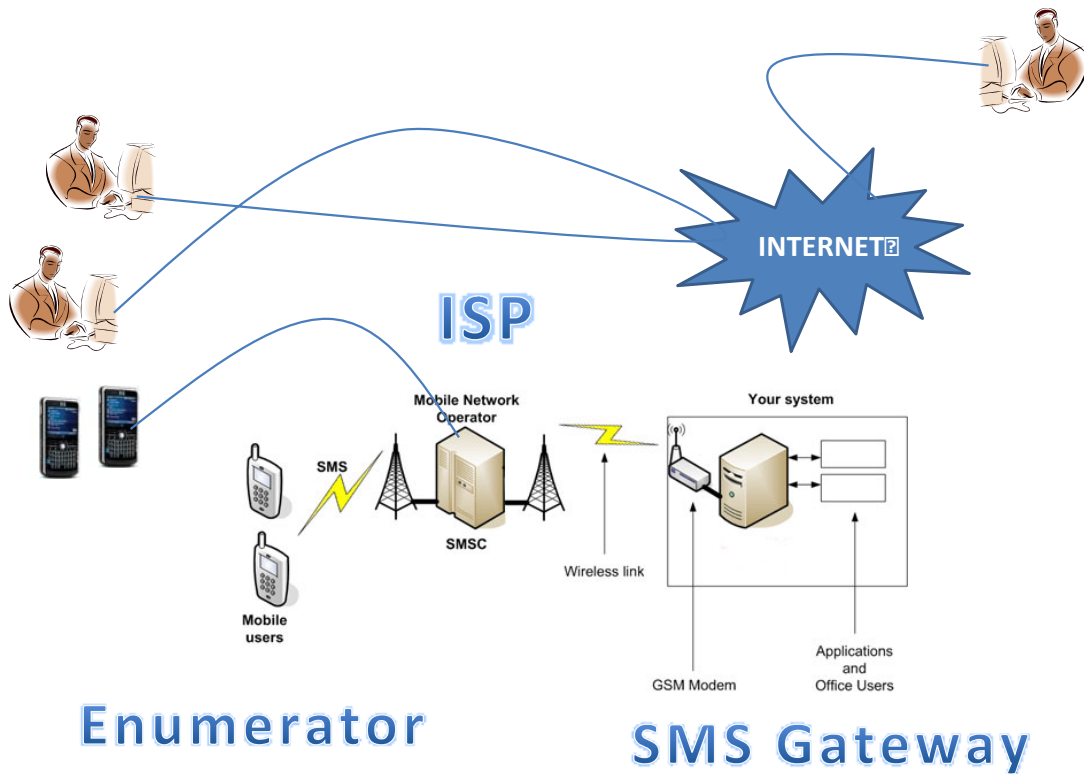 INTERNET
ISP
Mobile Network
Operator
Your system
SMS
SMSC
Wireless link
Mobile
users
GSM Modem
Applications
and
Office Users
Enumerator
SMS Gateway